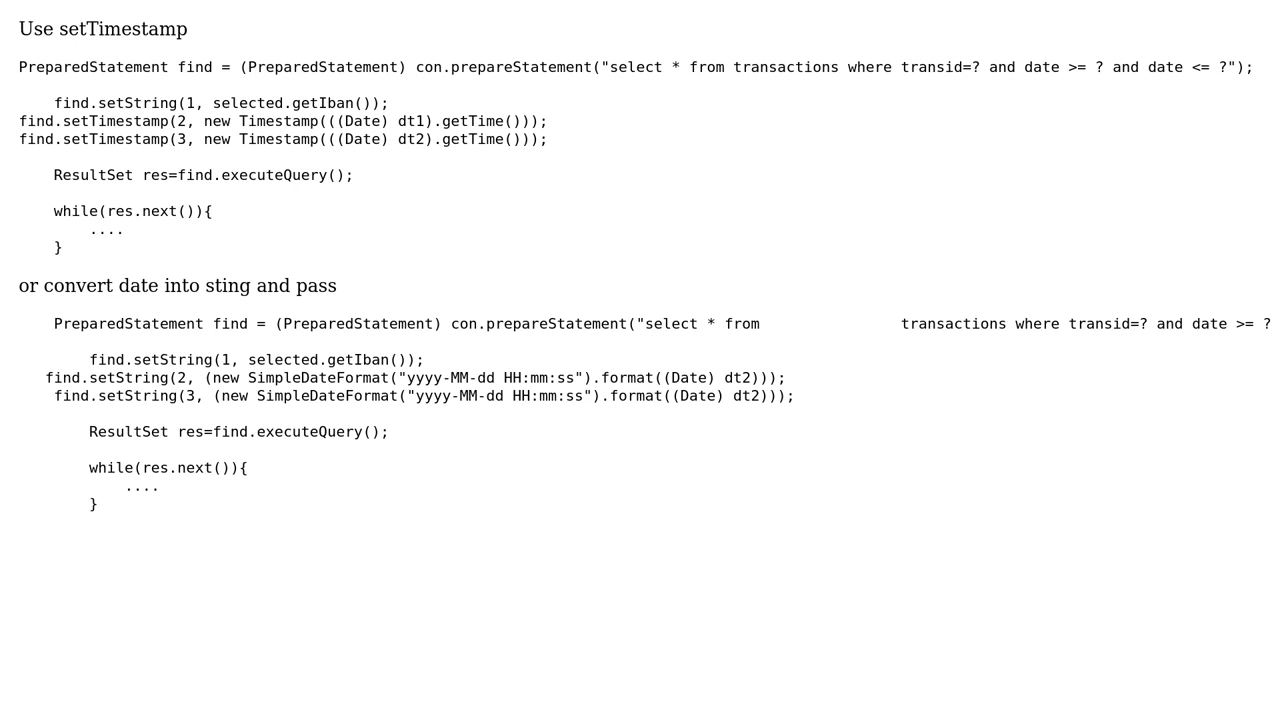 Use setTimestamp
PreparedStatement find = (PreparedStatement) con.prepareStatement("select * from transactions where transid=? and date >= ? and date <= ?");
find.setString(1, selected.getIban());
find.setTimestamp(2, new Timestamp(((Date) dt1).getTime()));
find.setTimestamp(3, new Timestamp(((Date) dt2).getTime()));
ResultSet res=find.executeQuery();
while(res.next()){
....
}
or convert date into sting and pass
PreparedStatement find = (PreparedStatement) con.prepareStatement("select * from                transactions where transid=? and date >= ?
find.setString(1, selected.getIban());
find.setString(2, (new SimpleDateFormat("yyyy-MM-dd HH:mm:ss").format((Date) dt2)));
find.setString(3, (new SimpleDateFormat("yyyy-MM-dd HH:mm:ss").format((Date) dt2)));
ResultSet res=find.executeQuery();
while(res.next()){
....
}